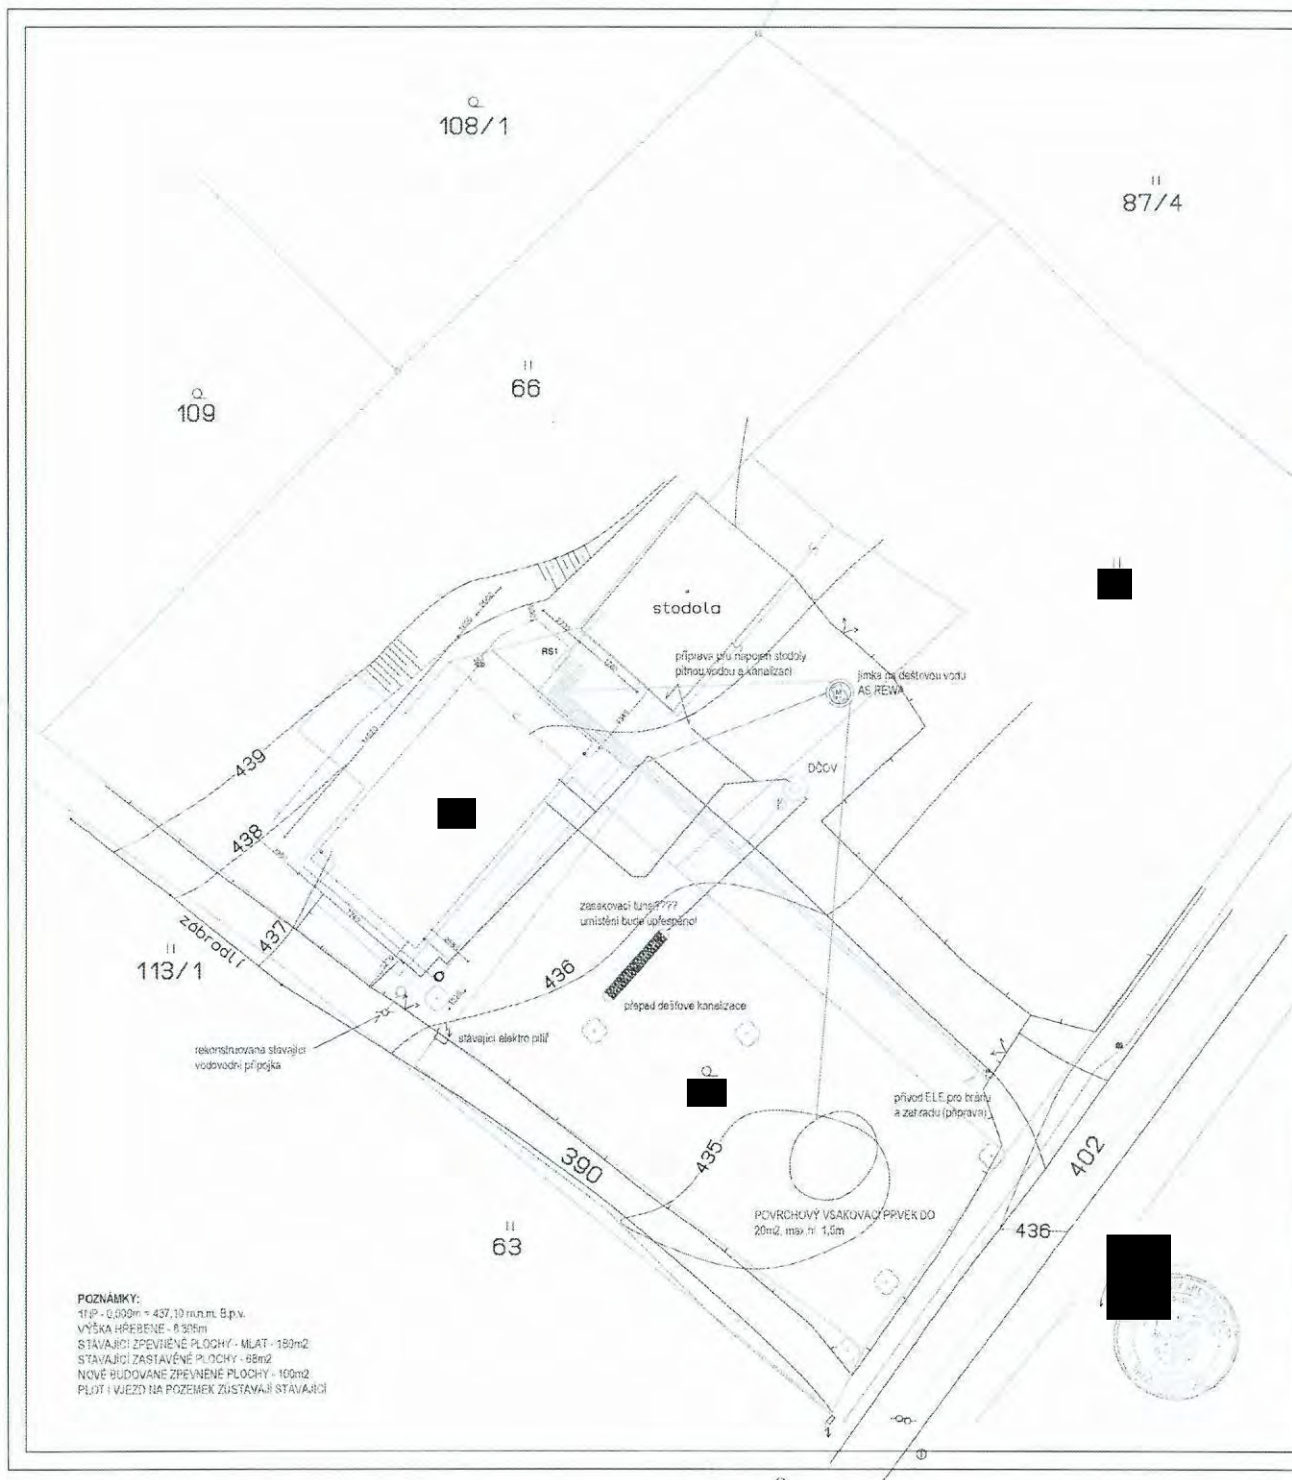 108/1
87/4
109
66
stodola
RS1
příprava pro napojení stodoly
pitnou vodou a kanalizací
jímka na dešťovou vodu
AS REWA
DČOV
439
438
437
zábradlí
113/1
zasakovací tunel????
umístění bude upřesněno!
436
přepad dešťové kanalizace
stávající elektro pilíř
rekonstruovaná stávající
vodovodní přípojka
přívod ELE pro bránu
a zahradu (příprava)
435
390
402
POVRCHOVÝ VSAKOVACÍ PRVEK DO
20m2, max.hl. 1,5m
436
63
POZNÁMKY:
1NP - 0,000m = 437,10 m.n.m. B.p.v.
VÝŠKA HŘEBENE - 8,305m
STÁVAJÍCÍ ZPEVNĚNÉ PLOCHY - MLAT - 180m2
STÁVAJÍCÍ ZASTAVĚNÉ PLOCHY - 68m2
NOVĚ BUDOVANÉ ZPEVNĚNÉ PLOCHY - 100m2
PLOT I VJEZD NA POZEMEK ZŮSTÁVAJÍ STÁVAJÍCÍ